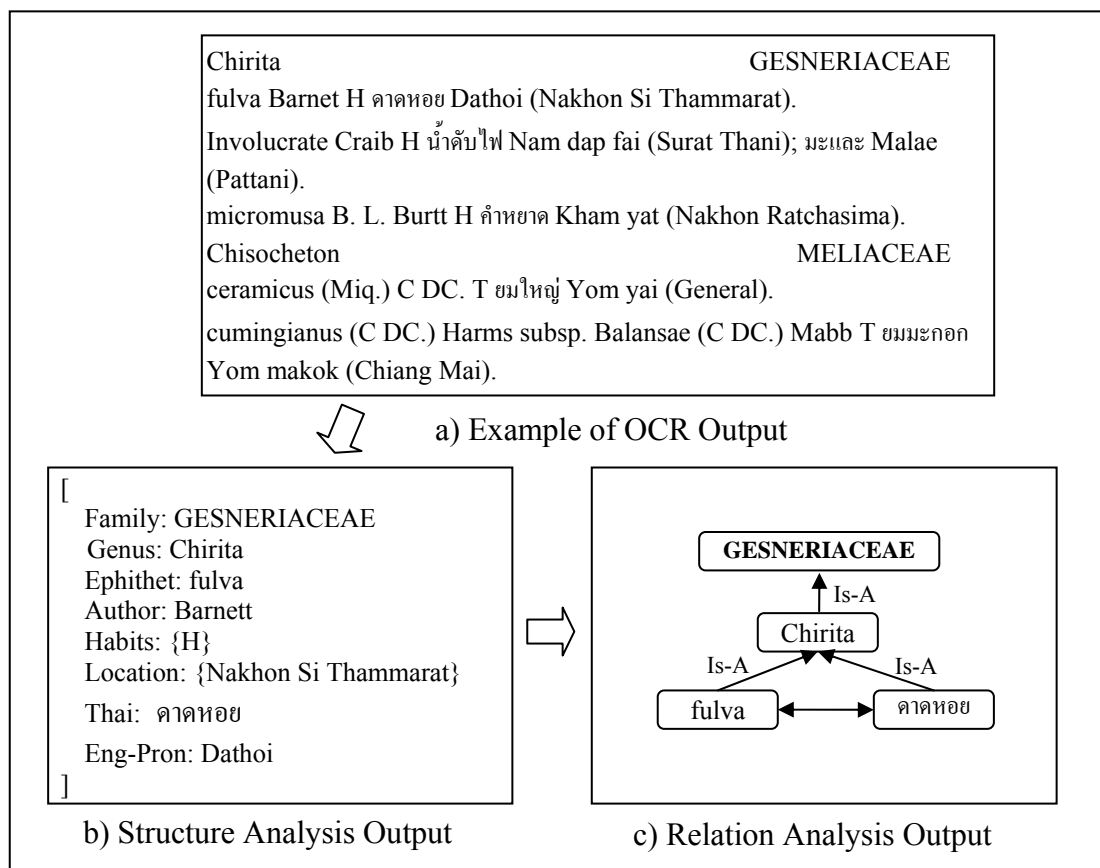 Chirita GESNERIACEAE
fulva Barnet H คาดหอย Dathoi (Nakhon Si Thammarat).
Involucrate Craib H น้ำดับไฟ Nam dap fai (Surat Thani); มะและ Malae
(Pattani).
micromusa B. L. Burtt H คำหยาด Kham yat (Nakhon Ratchasima).
Chisocheton MELIACEAE
ceramicus (Miq.) C DC. T ยมใหญ่ Yom yai (General).
cumingianus (C DC.) Harms subsp. Balansae (C DC.) Mabb T ยมมะกอก
Yom makok (Chiang Mai).
a) Example of OCR Output
[
Family: GESNERIACEAE
Genus: Chirita
Ephithet: fulva
Author: Barnett
Habits: {H}
Location: {Nakhon Si Thammarat}
Thai: คาดหอย
Eng-Pron: Dathoi
]
b) Structure Analysis Output
GESNERIACEAE
Is-A
Chirita
Is-A Is-A
fulva คาดหอย
c) Relation Analysis Output